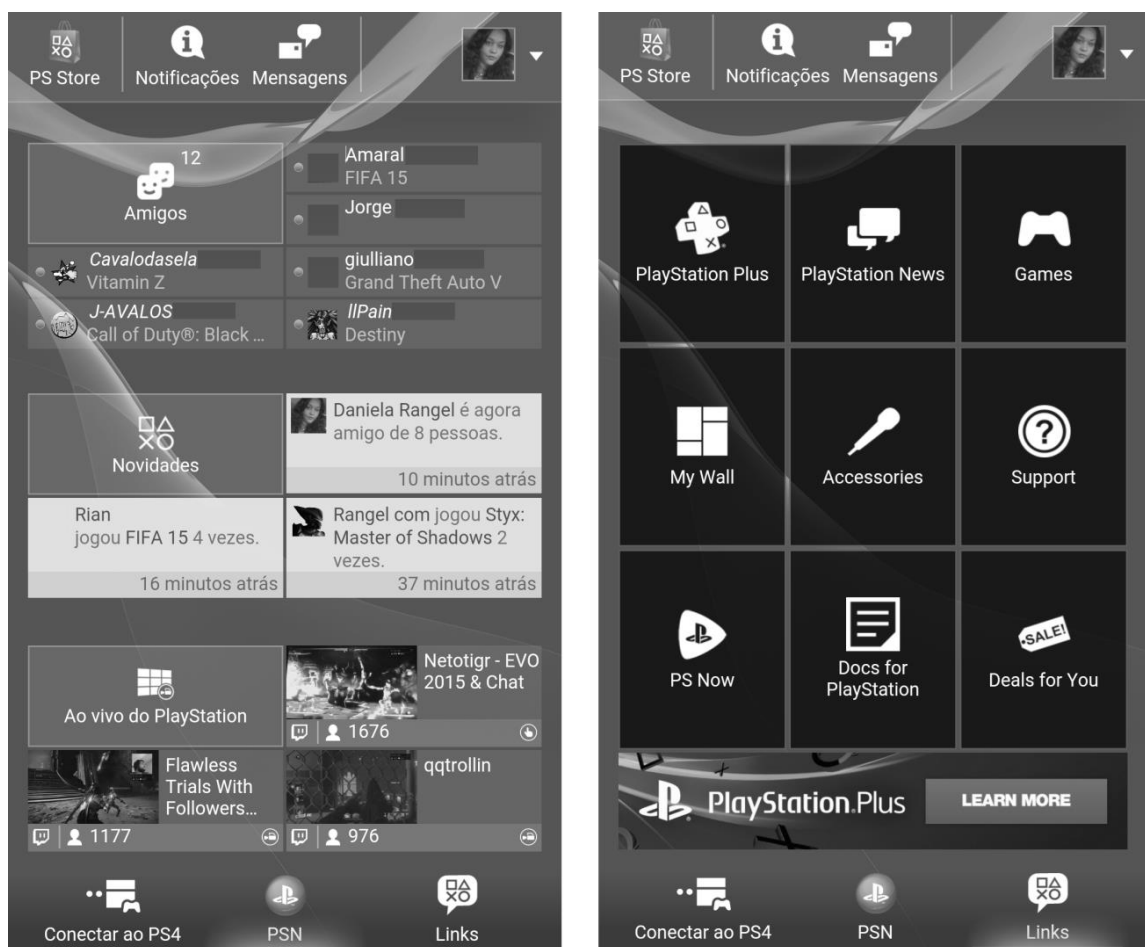 PS Store
Notificações
Mensagens
12
Amigos
Amaral
FIFA 15
Jorge
Cavalodasela
Vitamin Z
giulliano
Grand Theft Auto V
J-AVALOS
Call of Duty®: Black ...
IlPain
Destiny
Novidades
Daniela Rangel é agora
amigo de 8 pessoas.
10 minutos atrás
Rian
jogou FIFA 15 4 vezes.
16 minutos atrás
Rangel com jogou Styx:
Master of Shadows 2
vezes.
37 minutos atrás
Ao vivo do PlayStation
Netotigr - EVO
2015 & Chat
1676
Flawless
Trials With
Followers...
1177
qqtrollin
976
Conectar ao PS4
PSN
Links
PS Store
Notificações
Mensagens
PlayStation Plus
PlayStation News
Games
My Wall
Accessories
Support
PS Now
Docs for
PlayStation
SALE!
Deals for You
PlayStation.Plus
LEARN MORE
Conectar ao PS4
PSN
Links